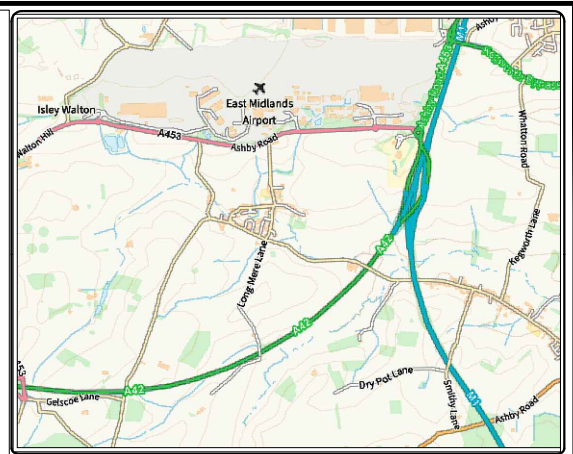 M1
Ashby
A453
Whatton Road
Isley Walton
East Midlands
Airport
A453
Ashby Road
Walton Hill
Kegworth Lane
A42
Long Mere Lane
A42
A42
Gelscoe Lane
Dry Pot Lane
Smithy Lane
M1
Ashby Road